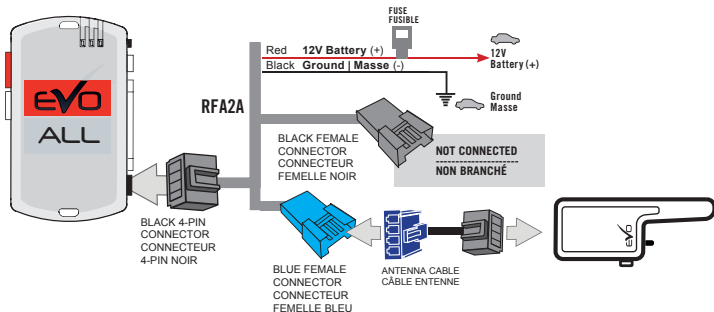 FUSE
FUSIBLE
Red 12V Battery (+)
Black Ground | Masse (-)
12V
Battery (+)
Ground
Masse
RFA2A
EVO
ALL
BLACK FEMALE
CONNECTOR
CONNECTEUR
FEMELLE NOIR
NOT CONNECTED
NON BRANCHÉ
BLACK 4-PIN
CONNECTOR
CONNECTEUR
4-PIN NOIR
BLUE FEMALE
CONNECTOR
CONNECTEUR
FEMELLE BLEU
ANTENNA CABLE
CÂBLE ENTENNE
EVO